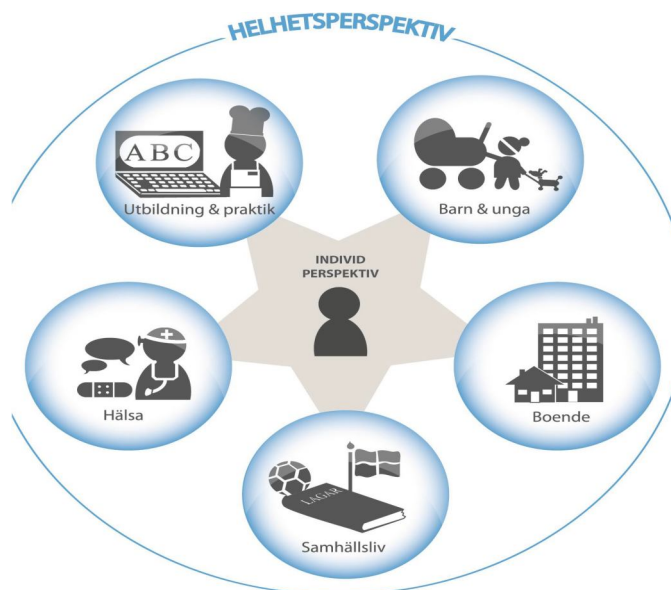 HELHETSPERSPEKTIV
ABC
Utbildning & praktik
Barn & unga
INDIVID
PERSPEKTIV
Hälsa
Boende
LAGAR
Samhällsliv